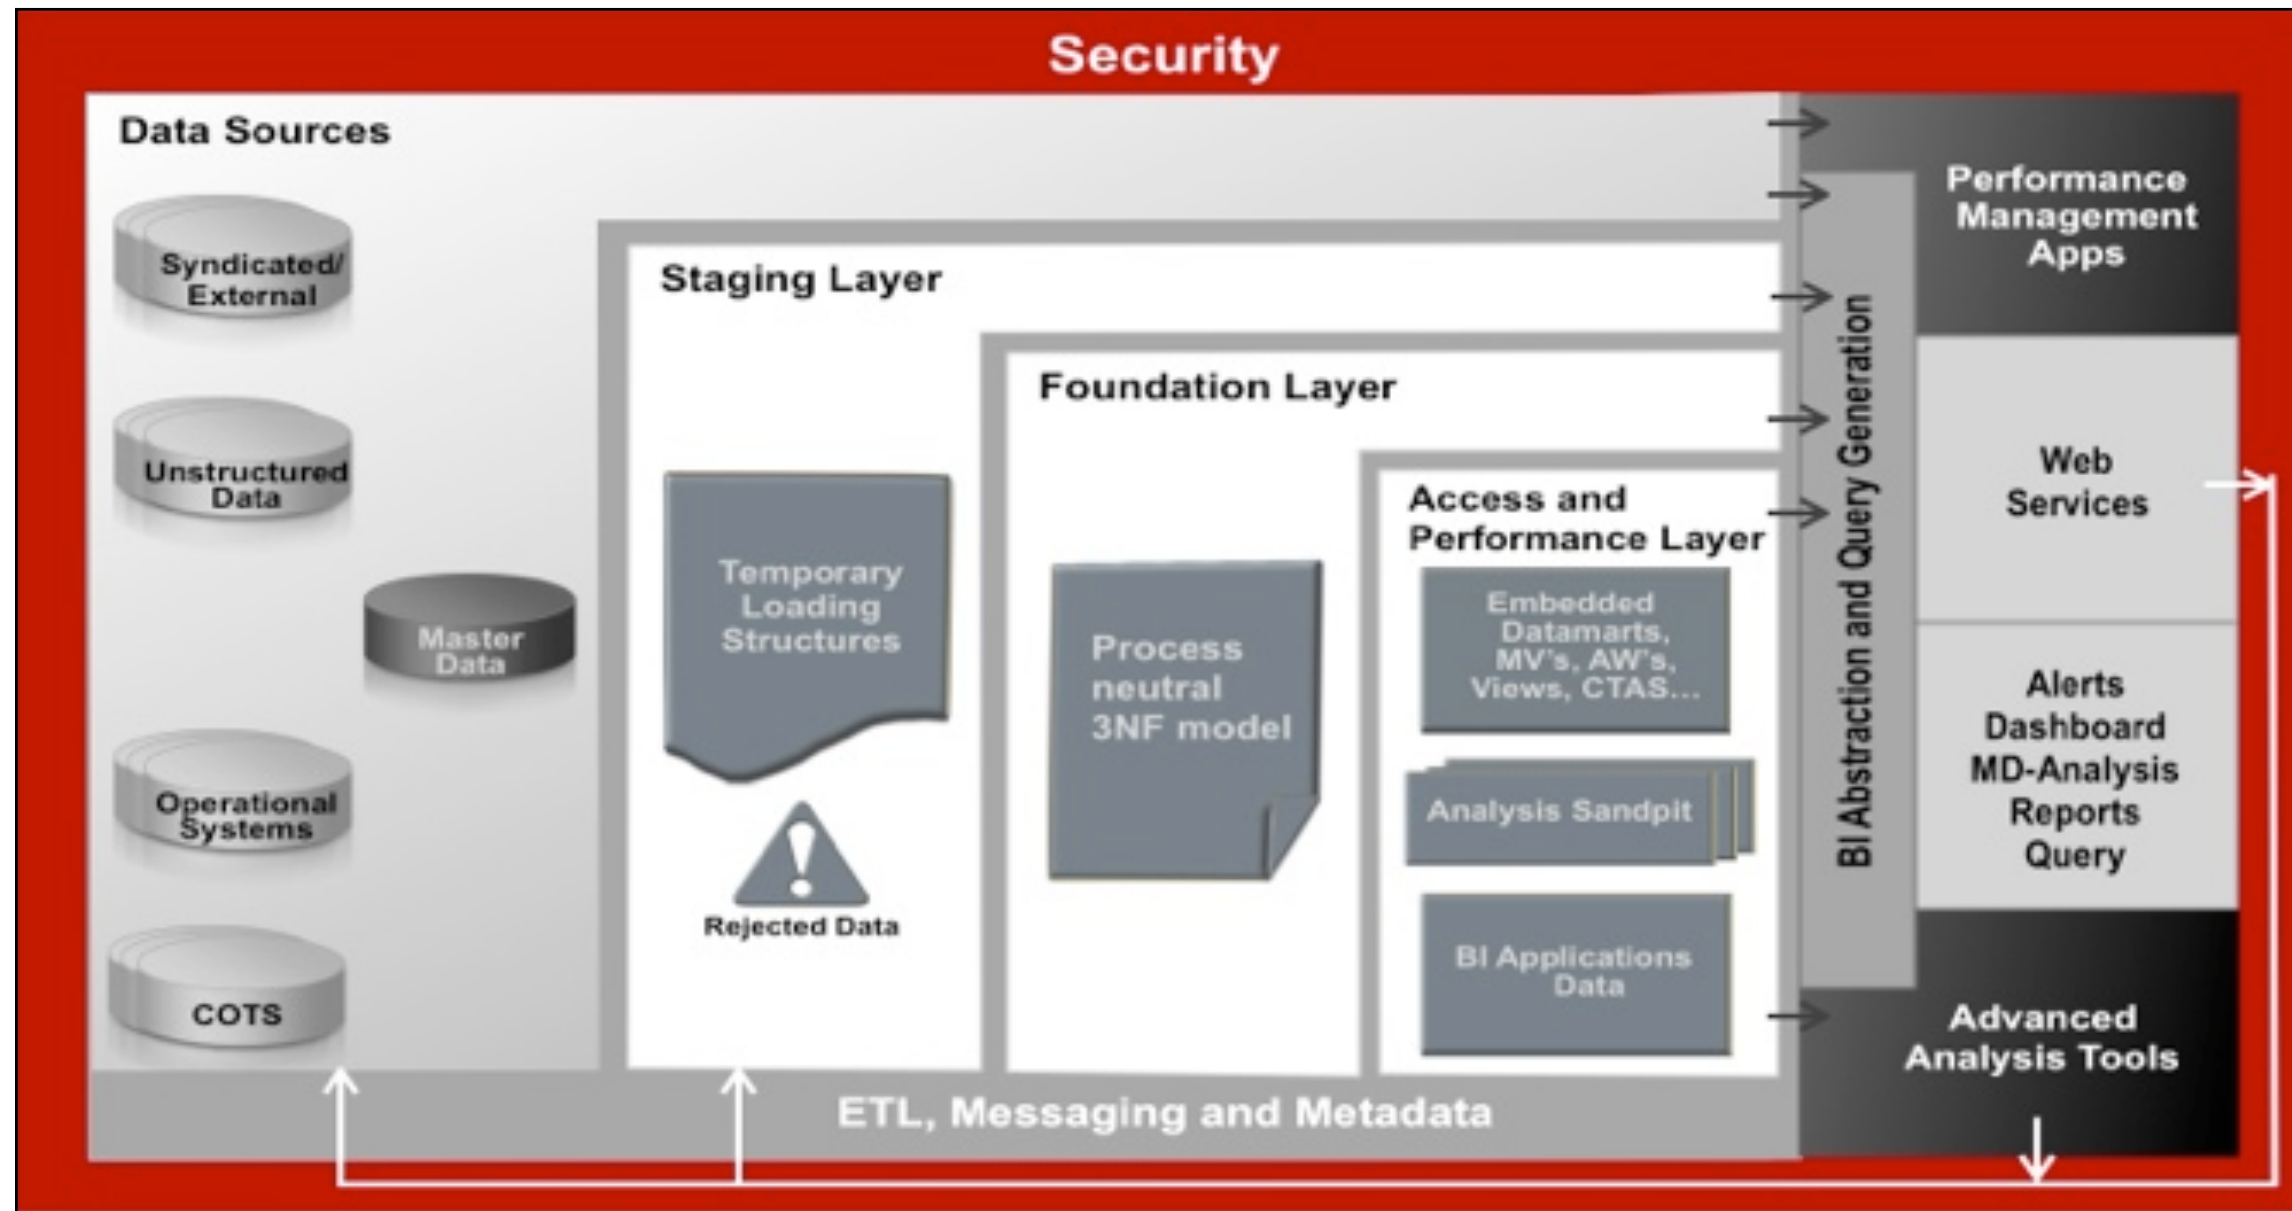 Security
Data Sources
Syndicated/
External
Unstructured
Data
Master
Data
Operational
Systems
COTS
Staging Layer
Temporary
Loading
Structures
Rejected Data
Foundation Layer
Process
neutral
3NF model
Access and
Performance Layer
Embedded
Datamarts,
MV's, AW's,
Views, CTAS...
Analysis Sandpit
BI Applications
Data
ETL, Messaging and Metadata
BI Abstraction and Query Generation
Performance
Management
Apps
Web
Services
Alerts
Dashboard
MD-Analysis
Reports
Query
Advanced
Analysis Tools